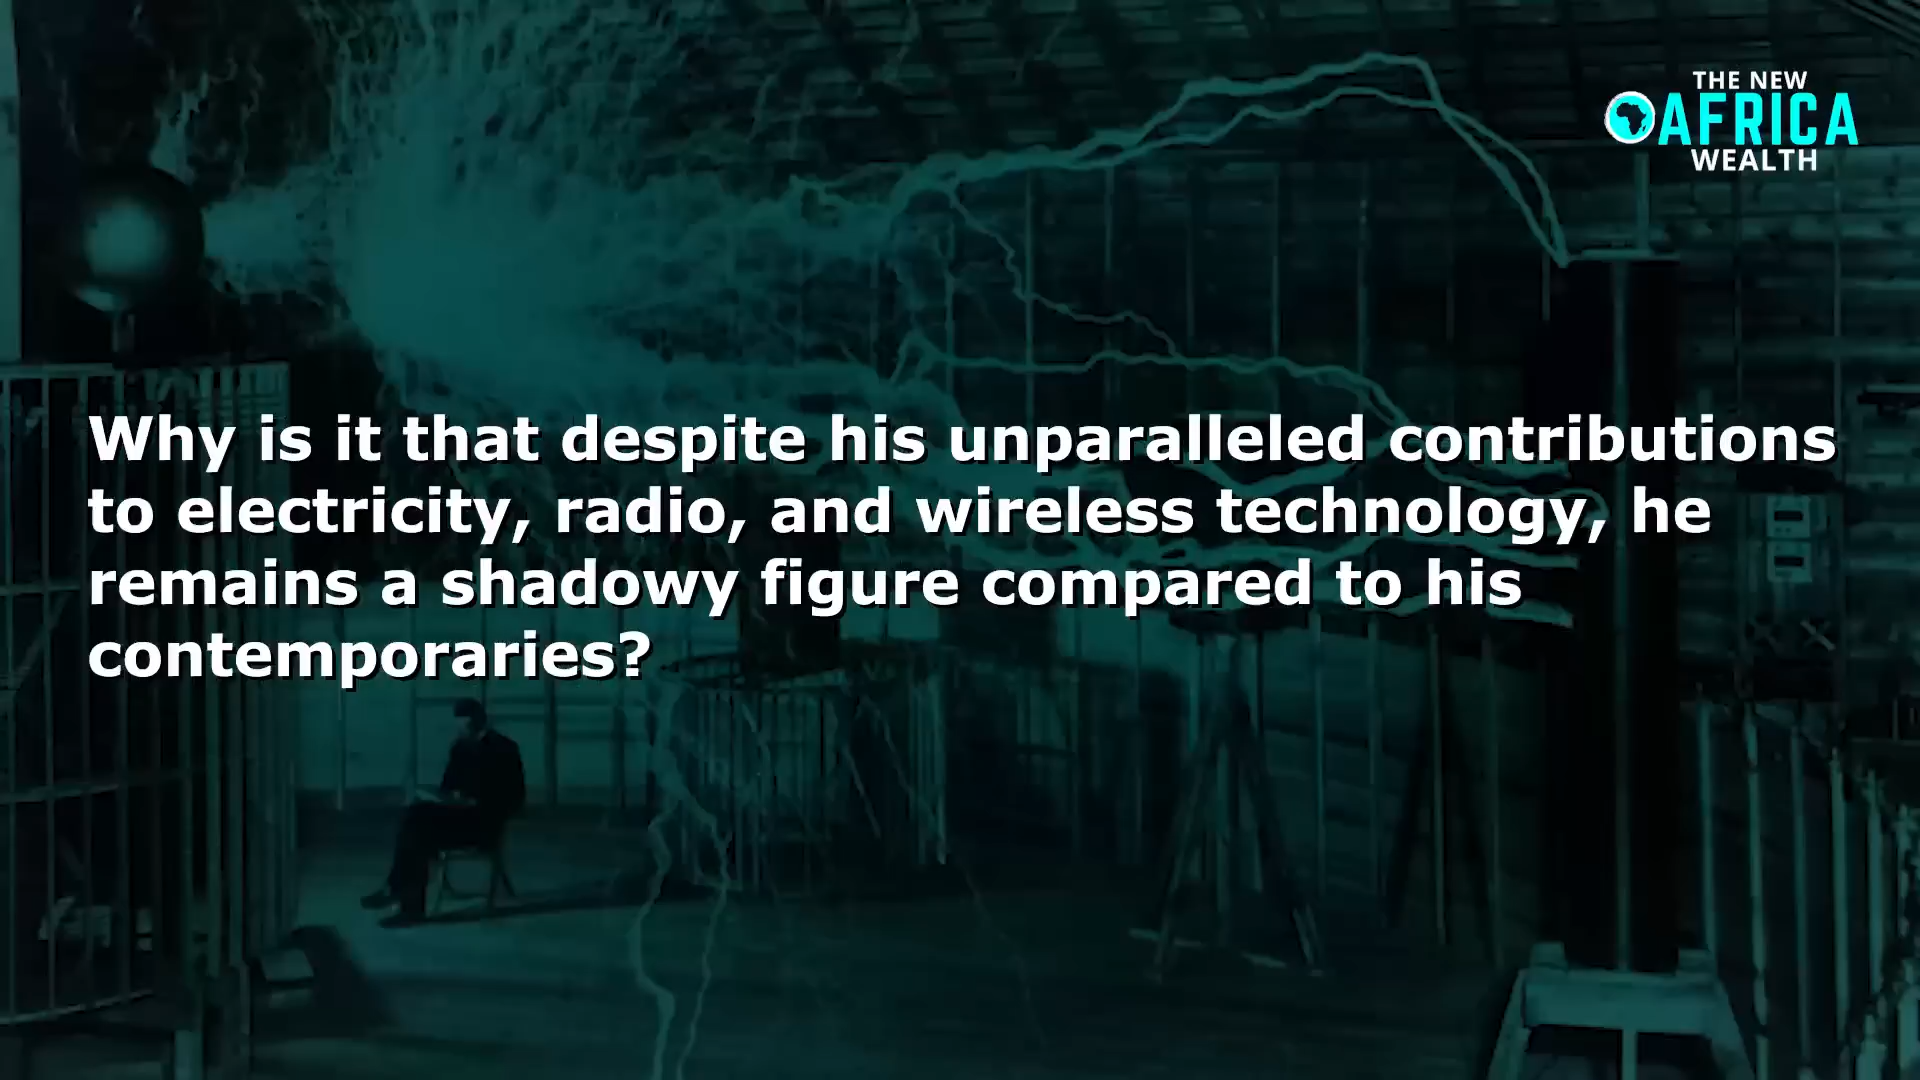 THE NEW
AFRICA
WEALTH
Why is it that despite his unparalleled contributions
to electricity, radio, and wireless technology, he
remains a shadowy figure compared to his
contemporaries?